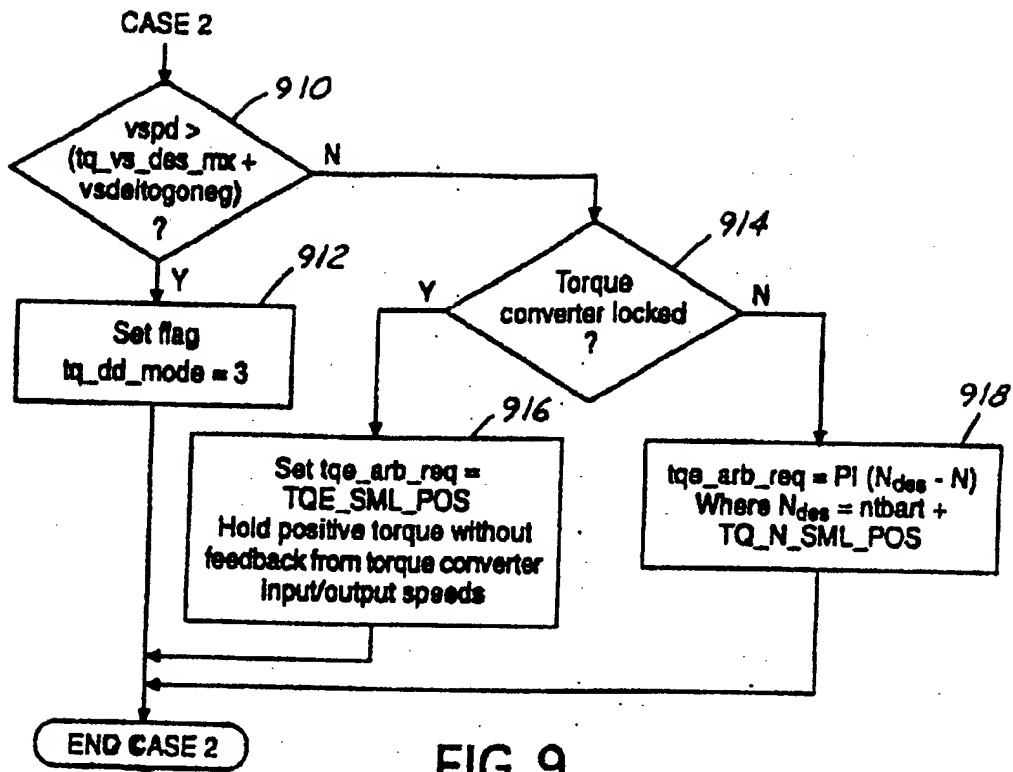 CASE 2
910
vspd >
(tq_vs_des_mx +
vsdeltogoneg)
?
N
Y
912
Set flag
tq_dd_mode = 3
914
Torque
converter locked
?
Y
N
916
Set tqe_arb_req =
TQE_SML_POS
Hold positive torque without
feedback from torque converter
input/output speeds
918
tqe_arb_req = PI (Ndes - N)
Where Ndes = ntbart +
TQ_N_SML_POS
END CASE 2
FIG. 9